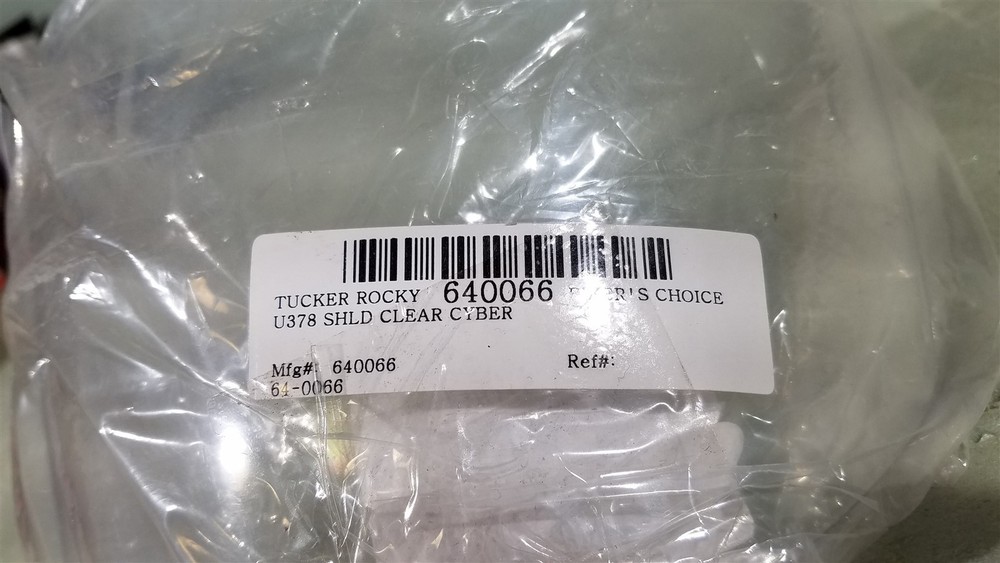 TUCKER ROCKY 640066 'S CHOICE
U378 SHLD CLEAR CYBER
Mfg#: 640066 Ref#:
64-0066